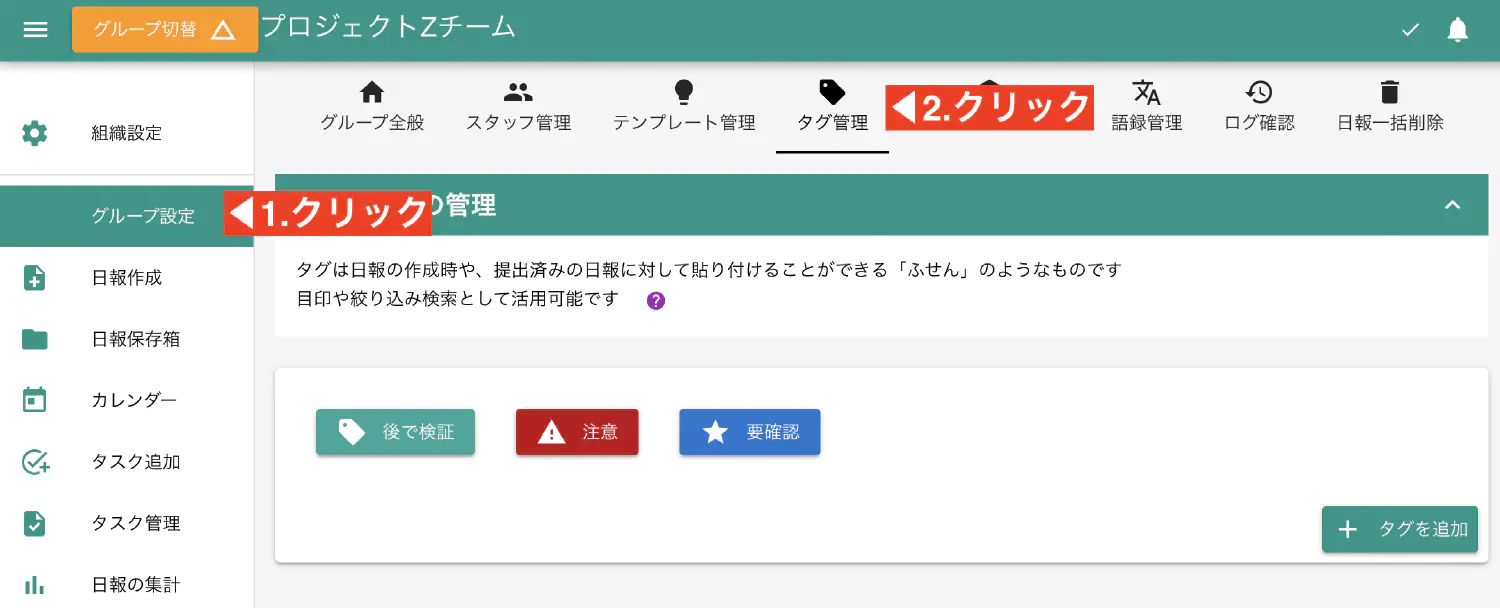 グループ切替 プロジェクトZチーム
組織設定
グループ設定
日報作成
日報保存箱
カレンダー
タスク追加
タスク管理
日報の集計
グループ全般 スタッフ管理 テンプレート管理 タグ管理 語録管理 ログ確認 日報一括削除
◀2.クリック
◀1.クリック
の管理
タグは日報の作成時や、提出済みの日報に対して貼り付けることができる「ふせん」のようなものです
目印や絞り込み検索として活用可能です ?
後で検証 注意 要確認
＋ タグを追加